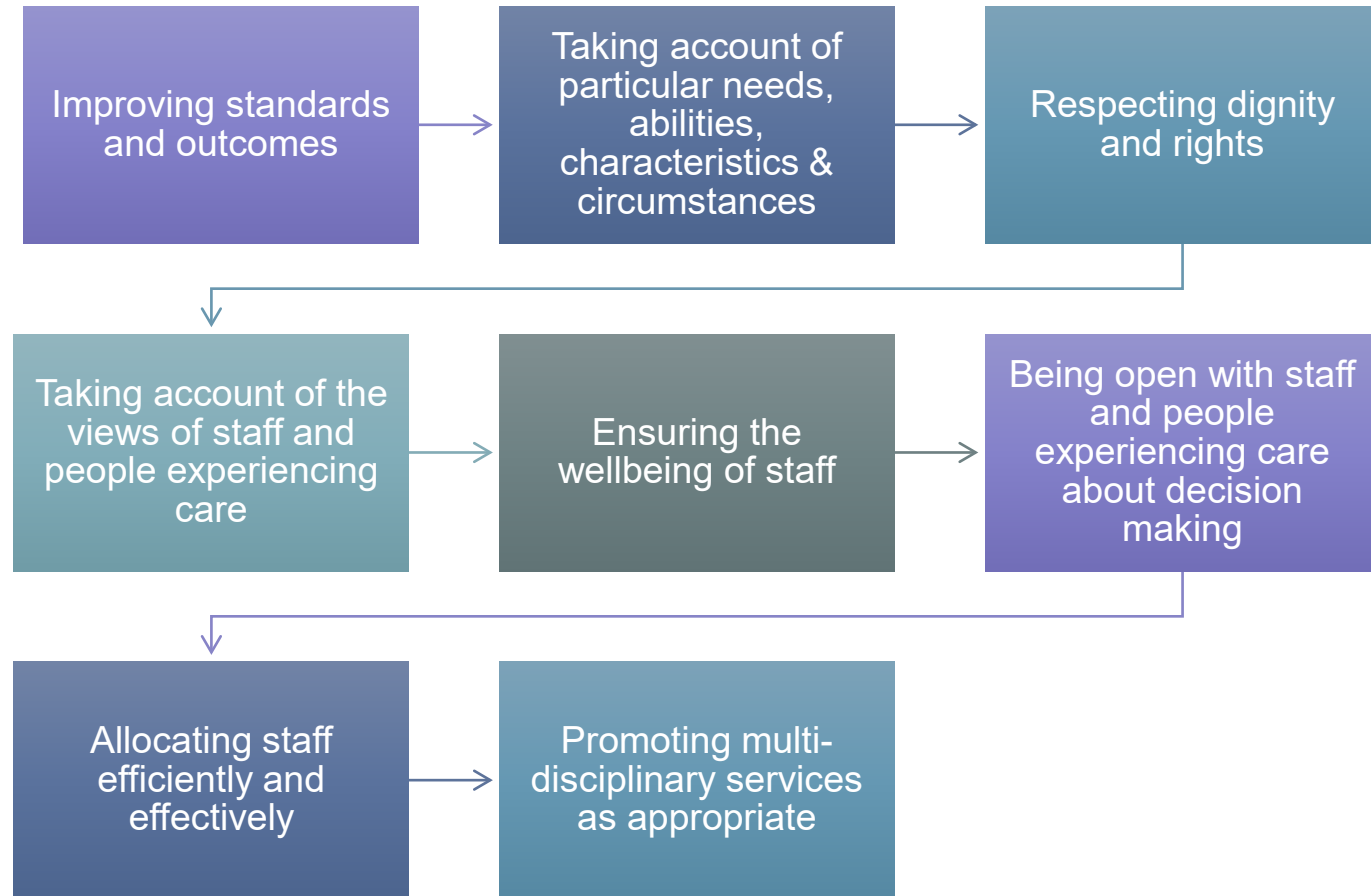 Improving standards
and outcomes
Taking account of
particular needs,
abilities,
characteristics &
circumstances
Respecting dignity
and rights
Taking account of the
views of staff and
people experiencing
care
Ensuring the
wellbeing of staff
Being open with staff
and people
experiencing care
about decision
making
Allocating staff
efficiently and
effectively
Promoting multi-
disciplinary services
as appropriate